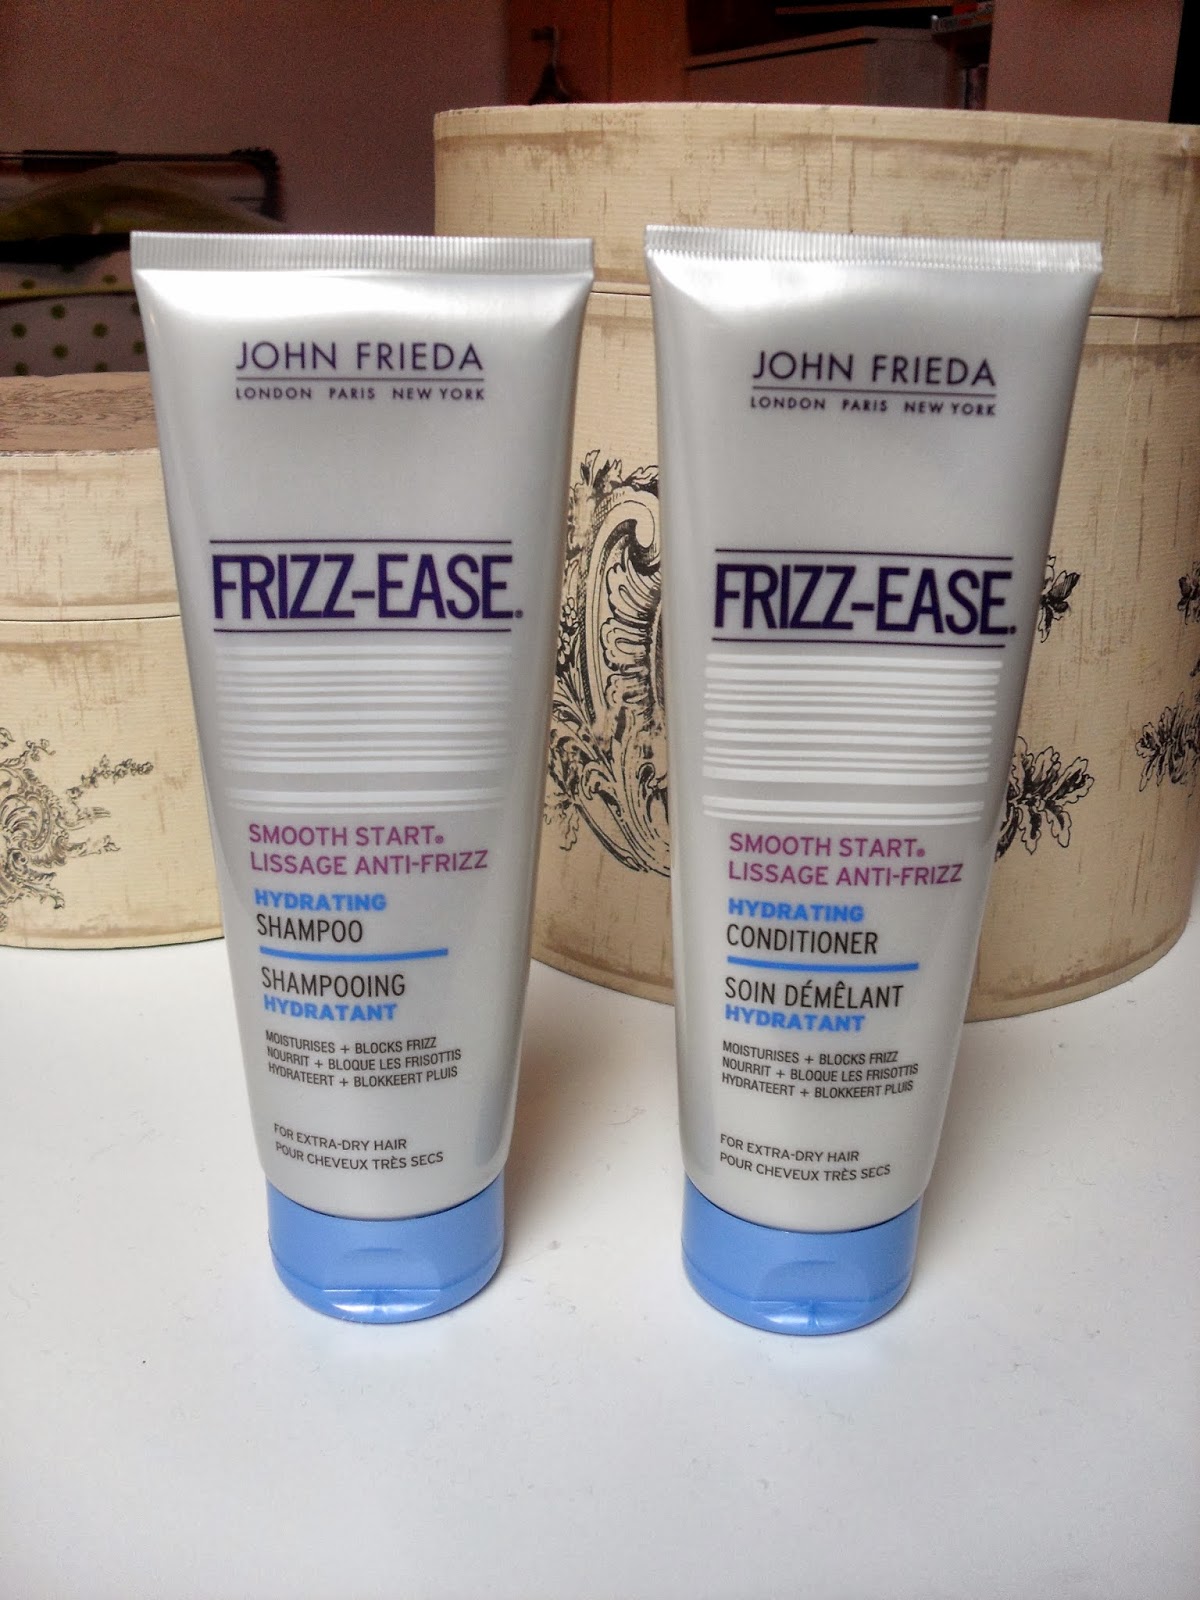 JOHN FRIEDA
LONDON PARIS NEW YORK
FRIZZ-EASE®
SMOOTH START®
LISSAGE ANTI-FRIZZ
HYDRATING
SHAMPOO
SHAMPOOING
HYDRATANT
MOISTURISES + BLOCKS FRIZZ
NOURRIT + BLOQUE LES FRISOTTIS
HYDRATEERT + BLOKKEERT PLUIS
FOR EXTRA-DRY HAIR
POUR CHEVEUX TRÈS SECS
JOHN FRIEDA
LONDON PARIS NEW YORK
FRIZZ-EASE®
SMOOTH START®
LISSAGE ANTI-FRIZZ
HYDRATING
CONDITIONER
SOIN DÉMÊLANT
HYDRATANT
MOISTURISES + BLOCKS FRIZZ
NOURRIT + BLOQUE LES FRISOTTIS
HYDRATEERT + BLOKKEERT PLUIS
FOR EXTRA-DRY HAIR
POUR CHEVEUX TRÈS SECS